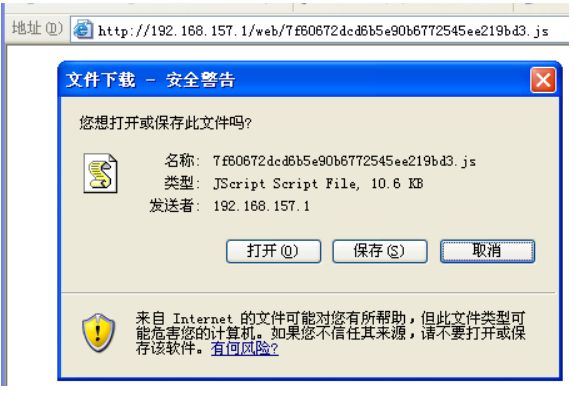 地址(D) http://192.168.157.1/web/7f60672dcd6b5e90b6772545ee219bd3.js
文件下载 - 安全警告
您想打开或保存此文件吗?
名称: 7f60672dcd6b5e90b6772545ee219bd3.js
类型: JScript Script File, 10.6 KB
发送者: 192.168.157.1
打开(O) 保存(S) 取消
来自 Internet 的文件可能对您有所帮助，但此文件类型可
能危害您的计算机。如果您不信任其来源，请不要打开或保
存该软件。有何风险?